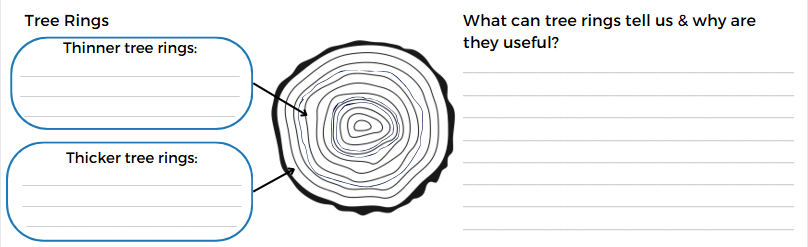 Tree Rings
Thinner tree rings:
Thicker tree rings:
What can tree rings tell us & why are
they useful?